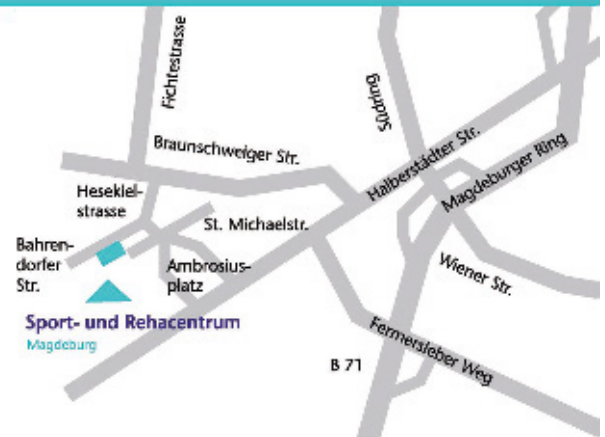 Fichtestrasse
Südring
Braunschweiger Str.
Halberstädter Str.
Magdeburger Ring
Hesekiel-
strasse
St. Michaelstr.
Bahren-
dorfer
Str.
Ambrosius-
platz
Wiener Str.
Sport- und Rehacentrum
Magdeburg
Fermersleber Weg
B 71